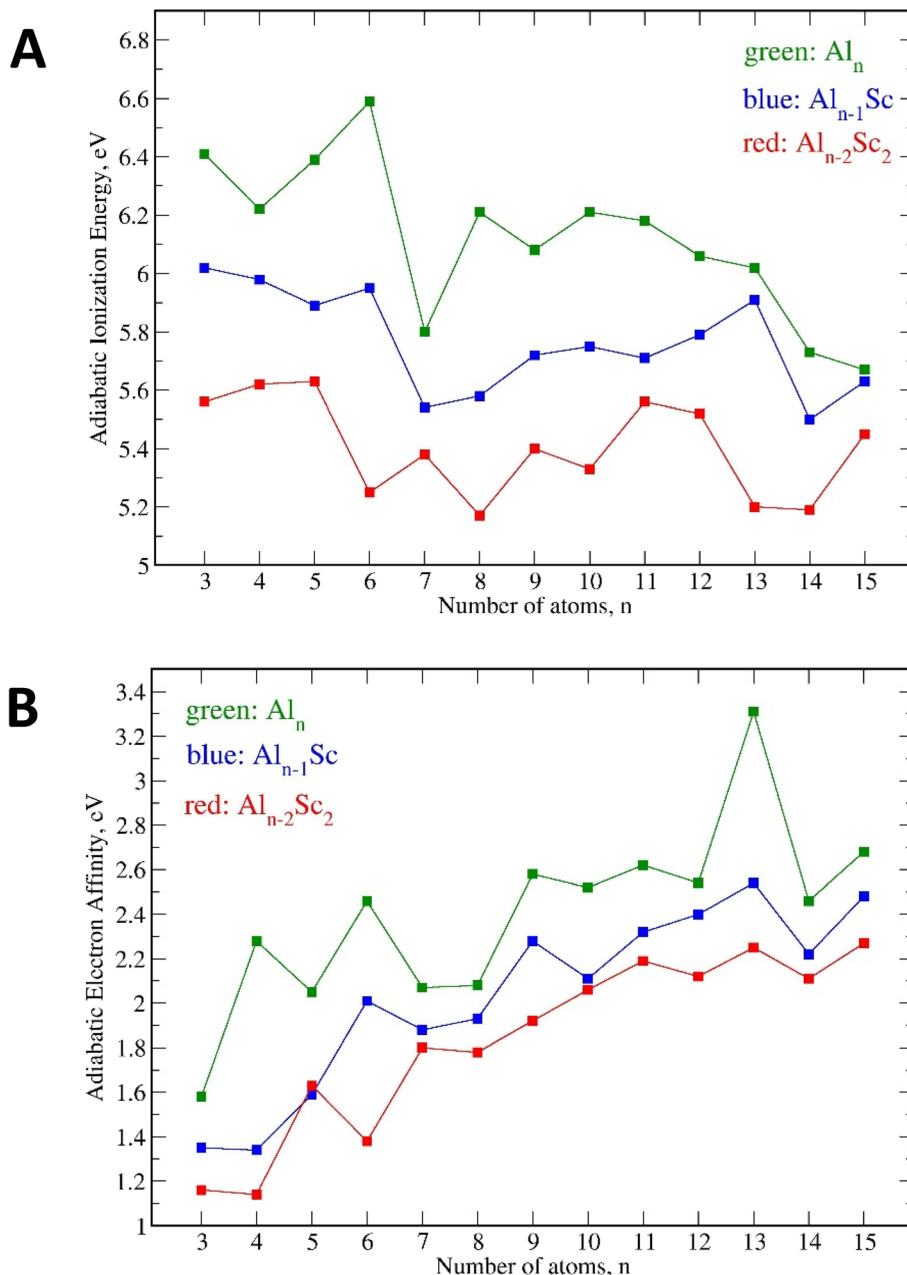 A
6.8
6.6
6.4
6.2
6
5.8
5.6
5.4
5.2
5
Adiabatic Ionization Energy, eV
green: Alₙ
blue: Alₙ₋₁Sc
red: Alₙ₋₂Sc₂
3 4 5 6 7 8 9 10 11 12 13 14 15
Number of atoms, n
B
3.4
3.2
3
2.8
2.6
2.4
2.2
2
1.8
1.6
1.4
1.2
1
Adiabatic Electron Affinity, eV
green: Alₙ
blue: Alₙ₋₁Sc
red: Alₙ₋₂Sc₂
3 4 5 6 7 8 9 10 11 12 13 14 15
Number of atoms, n